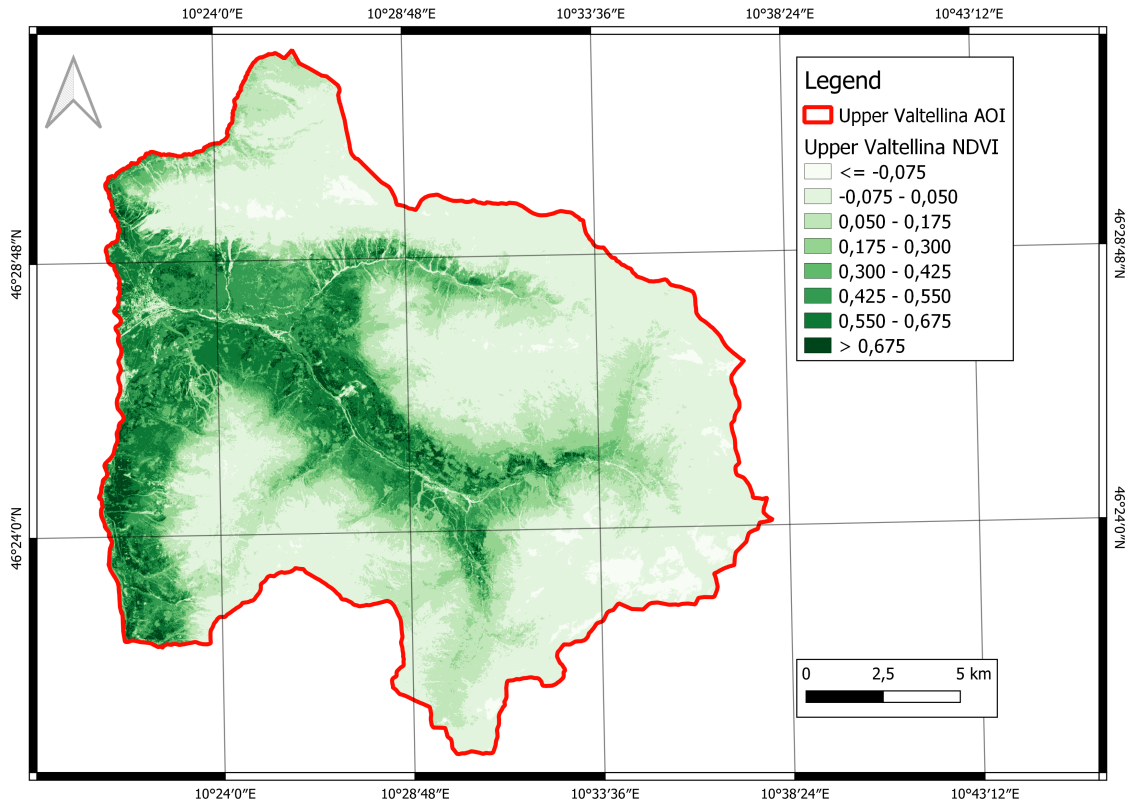 10°24′0″E 10°28′48″E 10°33′36″E 10°38′24″E 10°43′12″E
Legend
Upper Valtellina AOI
Upper Valtellina NDVI
<= -0,075
-0,075 - 0,050
0,050 - 0,175
0,175 - 0,300
0,300 - 0,425
0,425 - 0,550
0,550 - 0,675
> 0,675
46°28′48″N
46°28′48″N
46°24′0″N
46°24′0″N
0 2,5 5 km
10°24′0″E 10°28′48″E 10°33′36″E 10°38′24″E 10°43′12″E